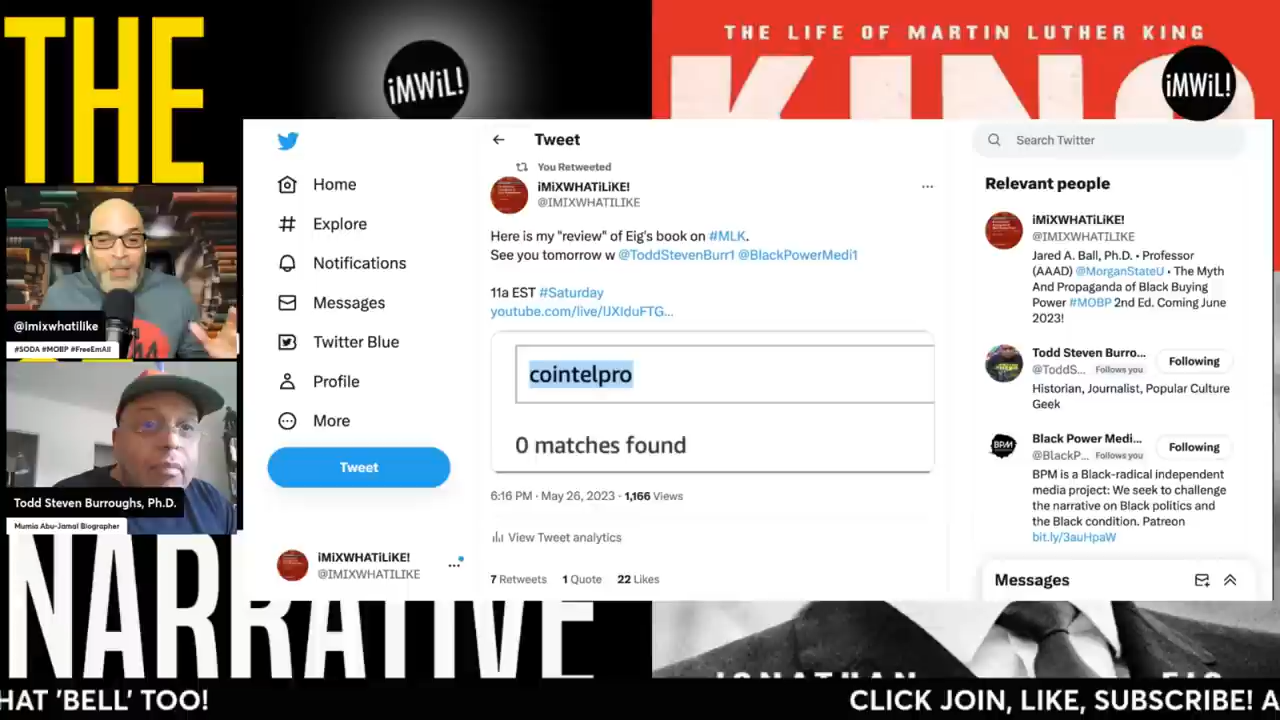 THE
iMWiL!
THE LIFE OF MARTIN LUTHER KING
KING
iMWiL!
@imixwhatilike
#SODA #MOBP #FreeEmAll
Todd Steven Burroughs, Ph.D.
Mumia Abu-Jamal Biographer
Home
Explore
Notifications
Messages
Twitter Blue
Profile
More
Tweet
iMiXWHATiLiKE!
@IMIXWHATILIKE
Tweet
You Retweeted
iMiXWHATiLiKE!
@IMIXWHATILIKE
Here is my "review" of Eig's book on #MLK.
See you tomorrow w @ToddStevenBurr1 @BlackPowerMedi1
11a EST #Saturday
youtube.com/live/IJXIduFTG...
cointelpro
0 matches found
6:16 PM · May 26, 2023 · 1,166 Views
View Tweet analytics
7 Retweets 1 Quote 22 Likes
Search Twitter
Relevant people
iMiXWHATiLiKE!
@IMIXWHATILIKE
Jared A. Ball, Ph.D. • Professor
(AAAD) @MorganStateU • The Myth
And Propaganda of Black Buying
Power #MOBP 2nd Ed. Coming June
2023!
Todd Steven Burro...
@ToddS... Follows you
Following
Historian, Journalist, Popular Culture
Geek
BPM
Black Power Medi...
@BlackP... Follows you
Following
BPM is a Black-radical independent
media project: We seek to challenge
the narrative on Black politics and
the Black condition. Patreon
bit.ly/3auHpaW
Messages
NARRATIVE
JONATHAN EIG
HAT 'BELL' TOO! CLICK JOIN, LIKE, SUBSCRIBE! A